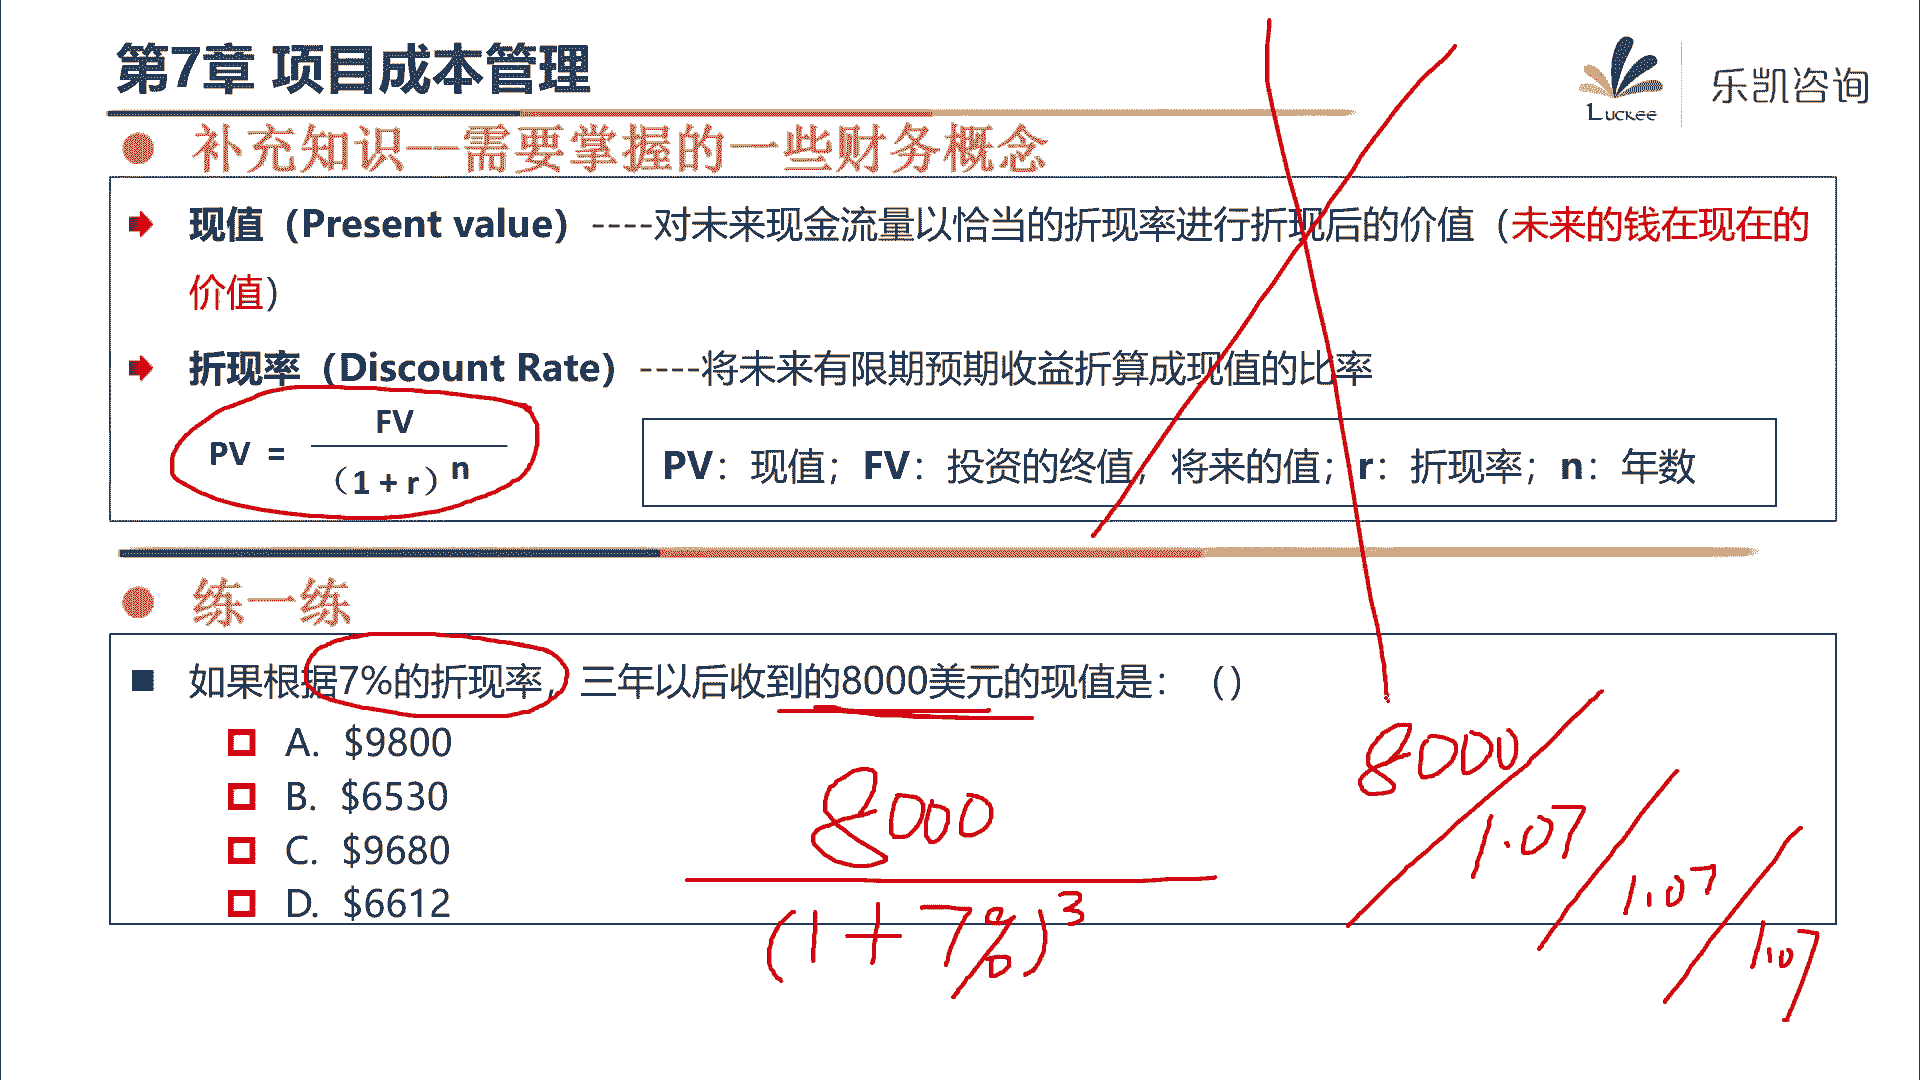 第7章 项目成本管理
Luckee
乐凯咨询
补充知识--需要掌握的一些财务概念
现值（Present value）----对未来现金流量以恰当的折现率进行折现后的价值（未来的钱在现在的
价值）
折现率（Discount Rate）----将未来有限期预期收益折算成现值的比率
PV = FV
（1 + r）n
PV：现值；FV：投资的终值，将来的值；r：折现率；n：年数
练一练
如果根据7%的折现率，三年以后收到的8000美元的现值是：（）
A. $9800
B. $6530
C. $9680
D. $6612
8000
(1+7%)3
8000/1.07/1.07/1.07